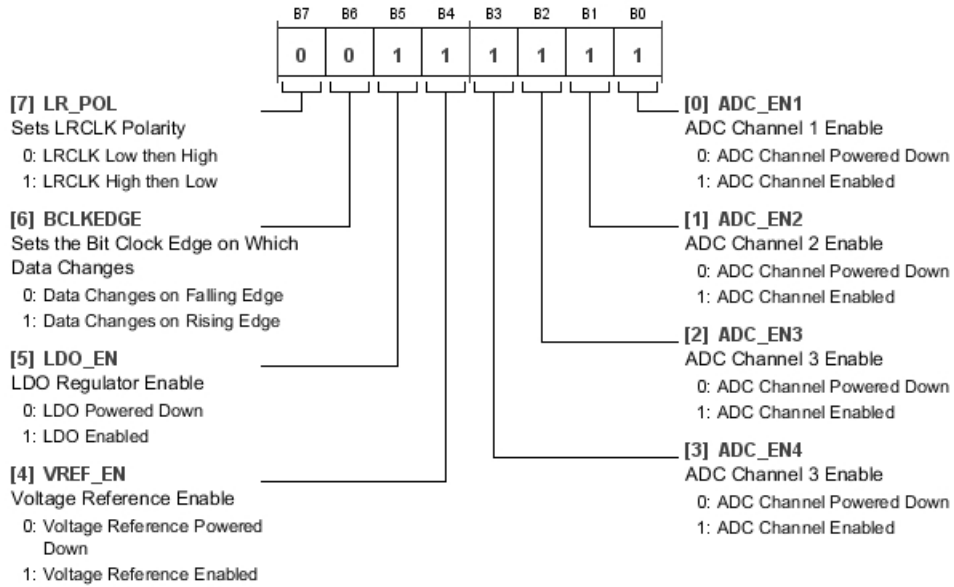 B7 B6 B5 B4 B3 B2 B1 B0
0 0 1 1 1 1 1 1
[7] LR_POL
Sets LRCLK Polarity
0: LRCLK Low then High
1: LRCLK High then Low
[6] BCLKEDGE
Sets the Bit Clock Edge on Which
Data Changes
0: Data Changes on Falling Edge
1: Data Changes on Rising Edge
[5] LDO_EN
LDO Regulator Enable
0: LDO Powered Down
1: LDO Enabled
[4] VREF_EN
Voltage Reference Enable
0: Voltage Reference Powered
Down
1: Voltage Reference Enabled
[0] ADC_EN1
ADC Channel 1 Enable
0: ADC Channel Powered Down
1: ADC Channel Enabled
[1] ADC_EN2
ADC Channel 2 Enable
0: ADC Channel Powered Down
1: ADC Channel Enabled
[2] ADC_EN3
ADC Channel 3 Enable
0: ADC Channel Powered Down
1: ADC Channel Enabled
[3] ADC_EN4
ADC Channel 3 Enable
0: ADC Channel Powered Down
1: ADC Channel Enabled